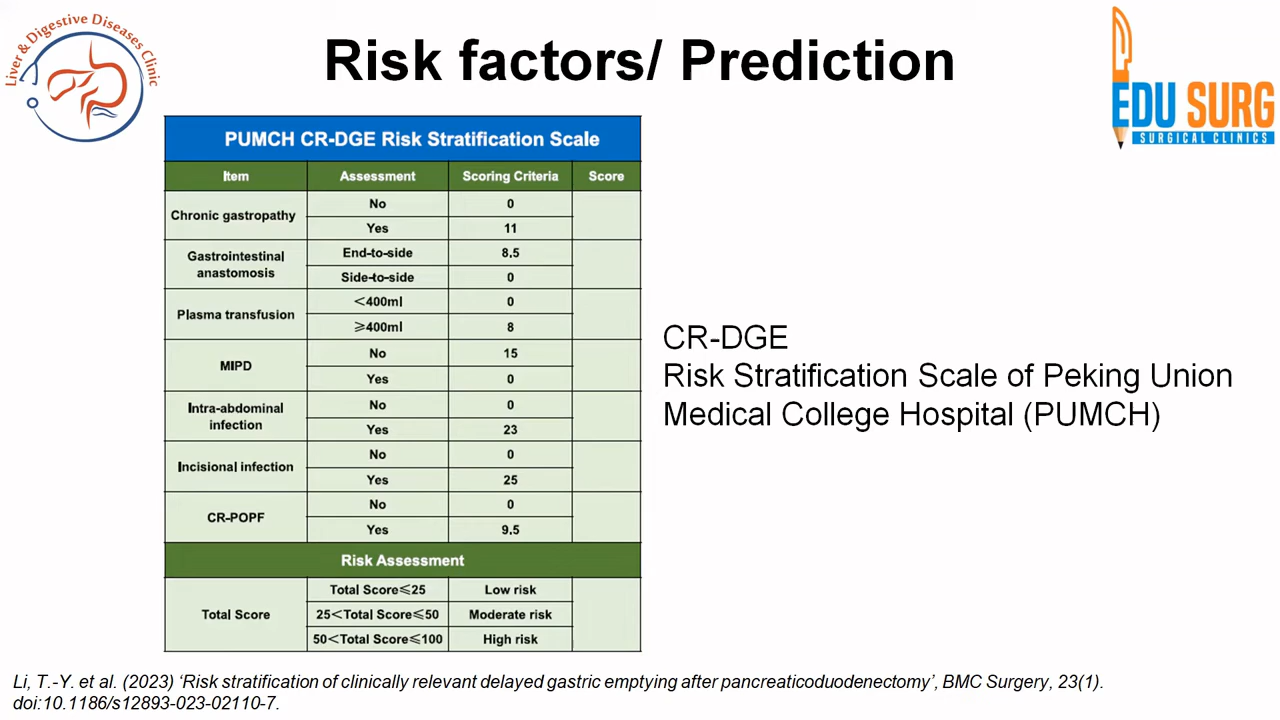 Liver & Digestive Diseases Clinic
Risk factors/ Prediction
EDU SURG
SURGICAL CLINICS
PUMCH CR-DGE Risk Stratification Scale
Item Assessment Scoring Criteria Score
Chronic gastropathy
No 0
Yes 11
Gastrointestinal
anastomosis
End-to-side 8.5
Side-to-side 0
Plasma transfusion
<400ml 0
≥400ml 8
MIPD
No 15
Yes 0
Intra-abdominal
infection
No 0
Yes 23
Incisional infection
No 0
Yes 25
CR-POPF
No 0
Yes 9.5
Risk Assessment
Total Score
Total Score≤25 Low risk
25<Total Score≤50 Moderate risk
50<Total Score≤100 High risk
CR-DGE
Risk Stratification Scale of Peking Union
Medical College Hospital (PUMCH)
Li, T.-Y. et al. (2023) ‘Risk stratification of clinically relevant delayed gastric emptying after pancreaticoduodenectomy’, BMC Surgery, 23(1).
doi:10.1186/s12893-023-02110-7.